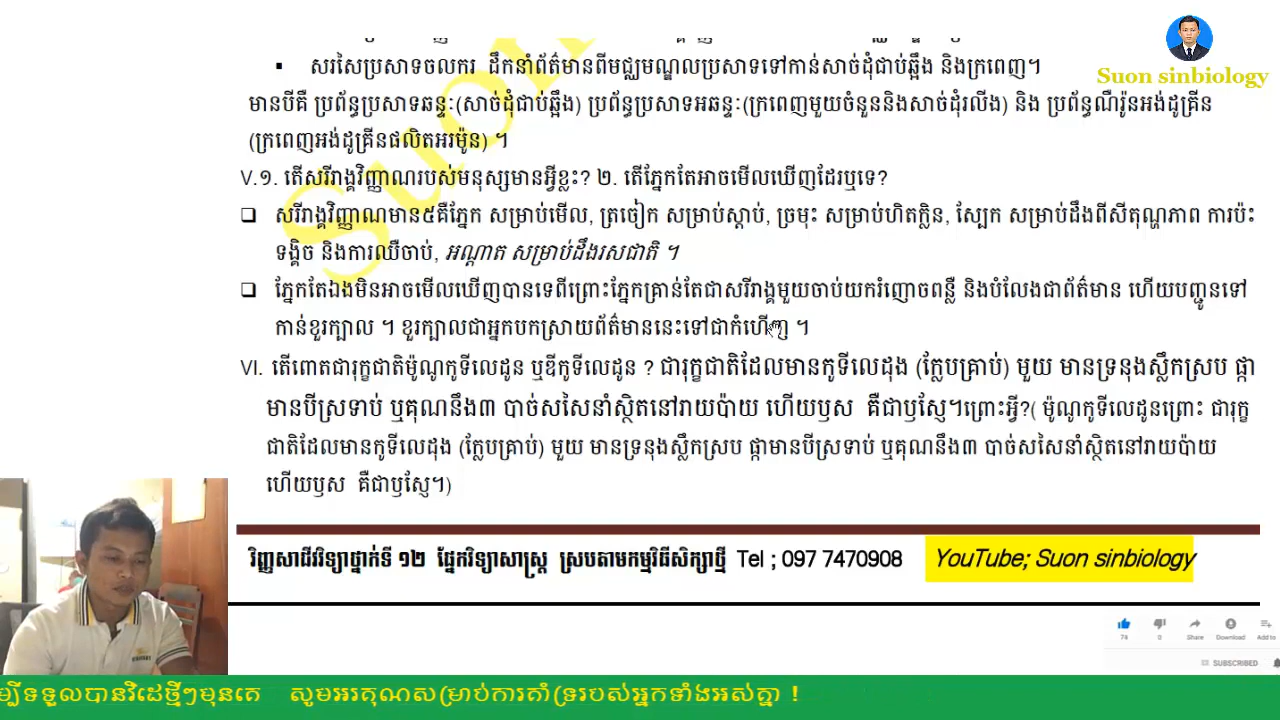 Suon sinbiology
▪ សរសៃប្រសាទចលករ ដឹកនាំព័ត៌មានពីមជ្ឈមណ្ឌលប្រសាទទៅកាន់សាច់ដុំជាប់ឆ្អឹង និងក្រពេញ។
មានបីគឺ ប្រព័ន្ធប្រសាទឆន្ទៈ(សាច់ដុំជាប់ឆ្អឹង) ប្រព័ន្ធប្រសាទអឆន្ទៈ(ក្រពេញមួយចំនួននិងសាច់ដុំរលីង) និង ប្រព័ន្ធណឺរ៉ូនអង់ដូគ្រីន
(ក្រពេញអង់ដូគ្រីនផលិតអរម៉ូន) ។
V.១. តើសរីរាង្គវិញ្ញាណរបស់មនុស្សមានអ្វីខ្លះ? ២. តើភ្នែកតែអាចមើលឃើញដែរឬទេ?
❑ សរីរាង្គវិញ្ញាណមាន៥គឺភ្នែក សម្រាប់មើល, ត្រចៀក សម្រាប់ស្តាប់, ច្រមុះ សម្រាប់ហិតក្លិន, ស្បែក សម្រាប់ដឹងពីសីតុណ្ហភាព ការប៉ះ
ទង្គិច និងការឈឺចាប់, អណ្តាត សម្រាប់ដឹងរសជាតិ ។
❑ ភ្នែកតែឯងមិនអាចមើលឃើញបានទេពីព្រោះភ្នែកគ្រាន់តែជាសរីរាង្គមួយចាប់យករំញោចពន្លឺ និងបំលែងជាព័ត៌មាន ហើយបញ្ជូនទៅ
កាន់ខួរក្បាល ។ ខួរក្បាលជាអ្នកបកស្រាយព័ត៌មាននេះទៅជាកំហើញ ។
VI. តើពោតជារុក្ខជាតិម៉ូណូកូទីលេដូន ឬឌីកូទីលេដូន ? ជារុក្ខជាតិដែលមានកូទីលេដុង (ក្លែបគ្រាប់) មួយ មានទ្រនុងស្លឹកស្រប ផ្កា
មានបីស្រទាប់ ឬគុណនឹង៣ បាច់សសៃនាំស្ថិតនៅរាយប៉ាយ ហើយឫស គឺជាឫស្ញែ។ព្រោះអ្វី?( ម៉ូណូកូទីលេដូនព្រោះ ជារុក្ខ
ជាតិដែលមានកូទីលេដុង (ក្លែបគ្រាប់) មួយ មានទ្រនុងស្លឹកស្រប ផ្កាមានបីស្រទាប់ ឬគុណនឹង៣ បាច់សសៃនាំស្ថិតនៅរាយប៉ាយ
ហើយឫស គឺជាឫស្ញែ។)
វិញ្ញាសាជីវវិទ្យាថ្នាក់ទី ១២ ផ្នែកវិទ្យាសាស្ត្រ ស្របតាមកម្មវិធីសិក្សាថ្មី Tel ; 097 7470908 YouTube; Suon sinbiology
74 0 Share Download Add to
SUBSCRIBED
ម្បីទទួលបានវិដេថ្មីៗមុនគេ សូមអរគុណសម្រាប់ការគាំទ្ររបស់អ្នកទាំងអស់គ្នា !